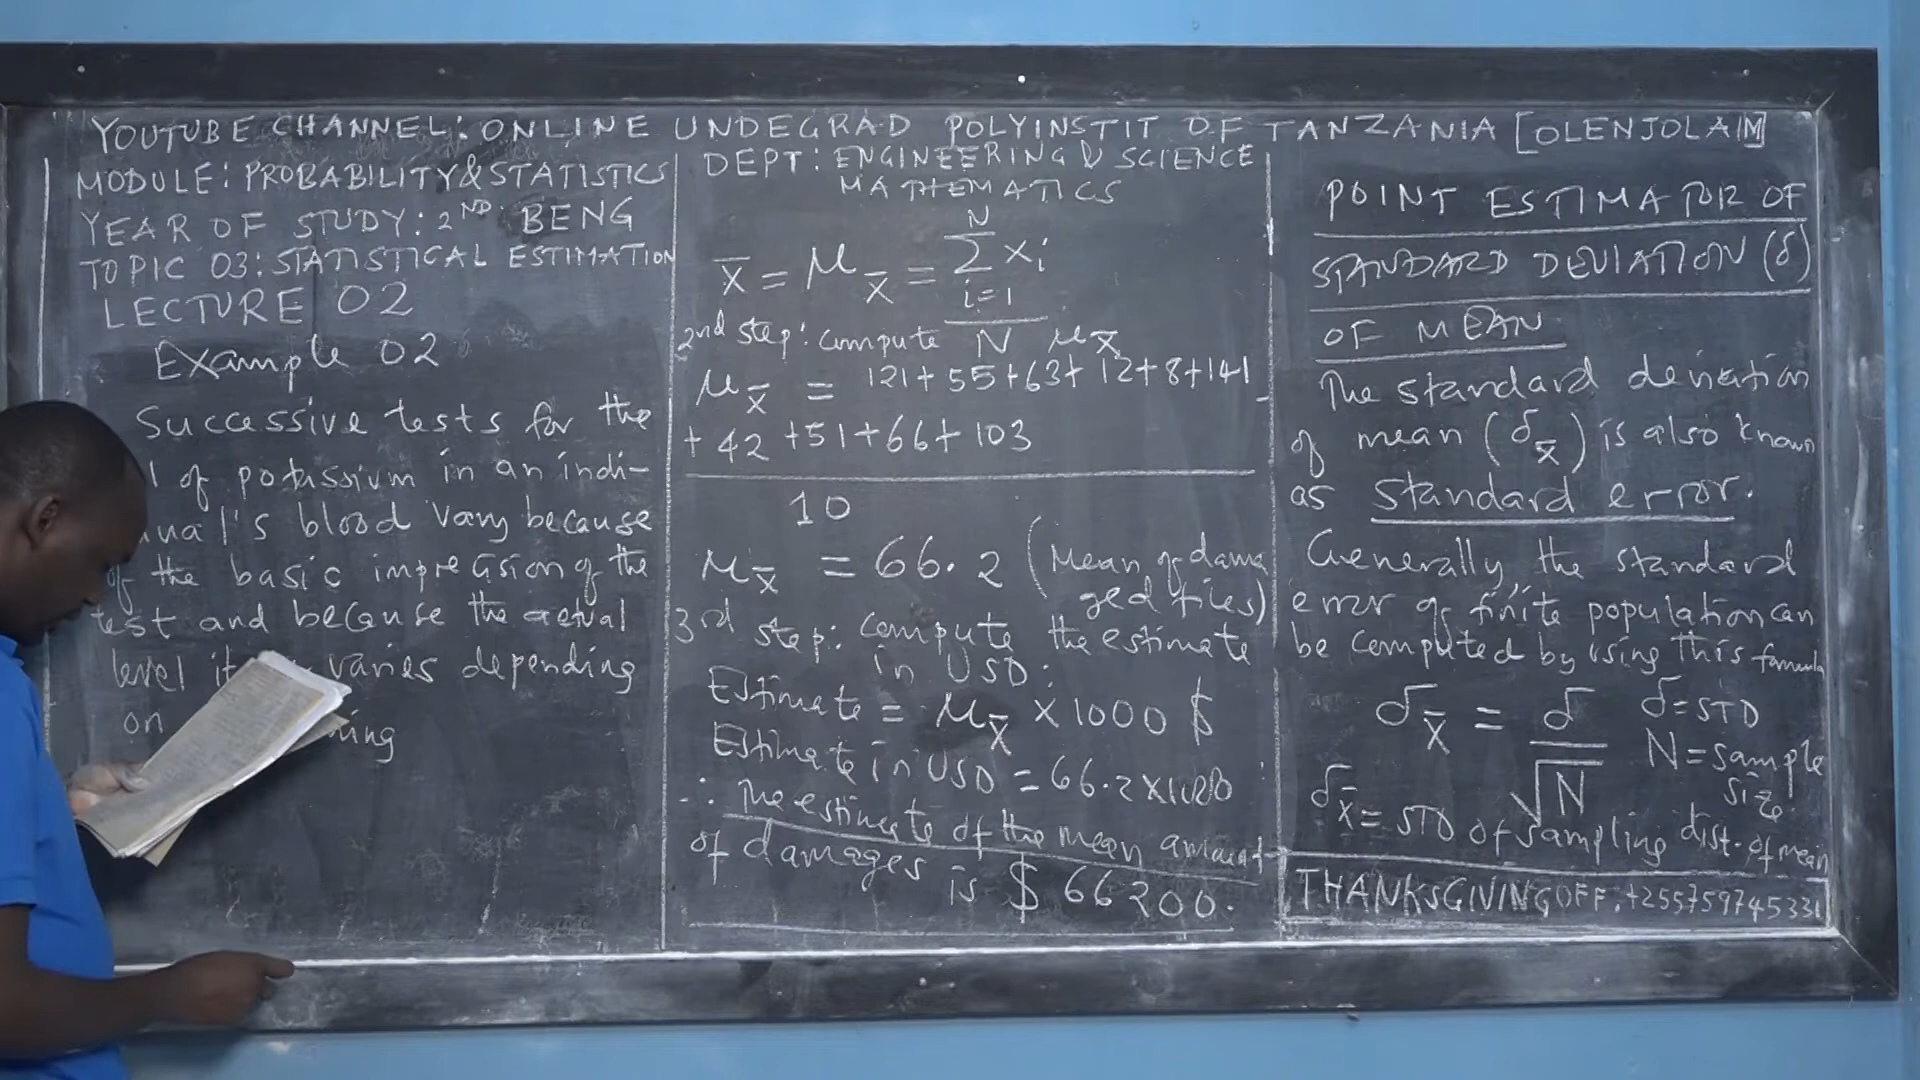 YOUTUBE CHANNEL: ONLINE UNDEGRAD POLYINSTIT OF TANZANIA [OLENJOLAIM]
MODULE: PROBABILITY & STATISTICS
YEAR OF STUDY: 2ND BENG
TOPIC 03: STATISTICAL ESTIMATION
LECTURE 02
Example 02
Successive tests for the
l of potassium in an indi-
ual's blood vary because
of the basic imprecision of the
test and because the actual
level it varies depending
on
DEPT: ENGINEERING & SCIENCE
MATHEMATICS
N
x̄ = μx̄ = ∑ xi
i=1
N
2nd step: compute μx̄
μx̄ = 121+55+63+12+8+141
+42+51+66+103
10
μx̄ = 66.2 (Mean of dama
ged files)
3rd step: compute the estimate
in USD:
Estimate = μx̄ × 1000 $
Estimate in USD = 66.2×1000
∴ The estimate of the mean amount
of damages is $ 66200.
POINT ESTIMATOR OF
STANDARD DEVIATION (δ)
OF MEAN
The standard deviation
of mean (δx̄) is also known
as standard error.
Generally, the standard
error of finite population can
be computed by using this formula
δx̄ = δ/√N δ=STD
N = sample
size
δx̄ = STD of sampling dist. of mean
THANKSGIVING OFF: +255759745331